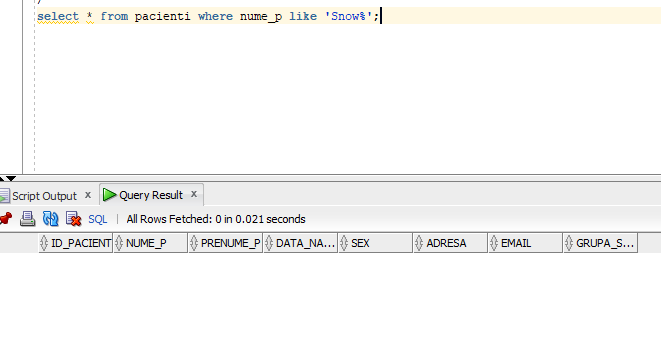 /
select * from pacienti where nume_p like 'Snow%';
Script Output x Query Result x
SQL | All Rows Fetched: 0 in 0.021 seconds
ID_PACIENT NUME_P PRENUME_P DATA_NA... SEX ADRESA EMAIL GRUPA_S...